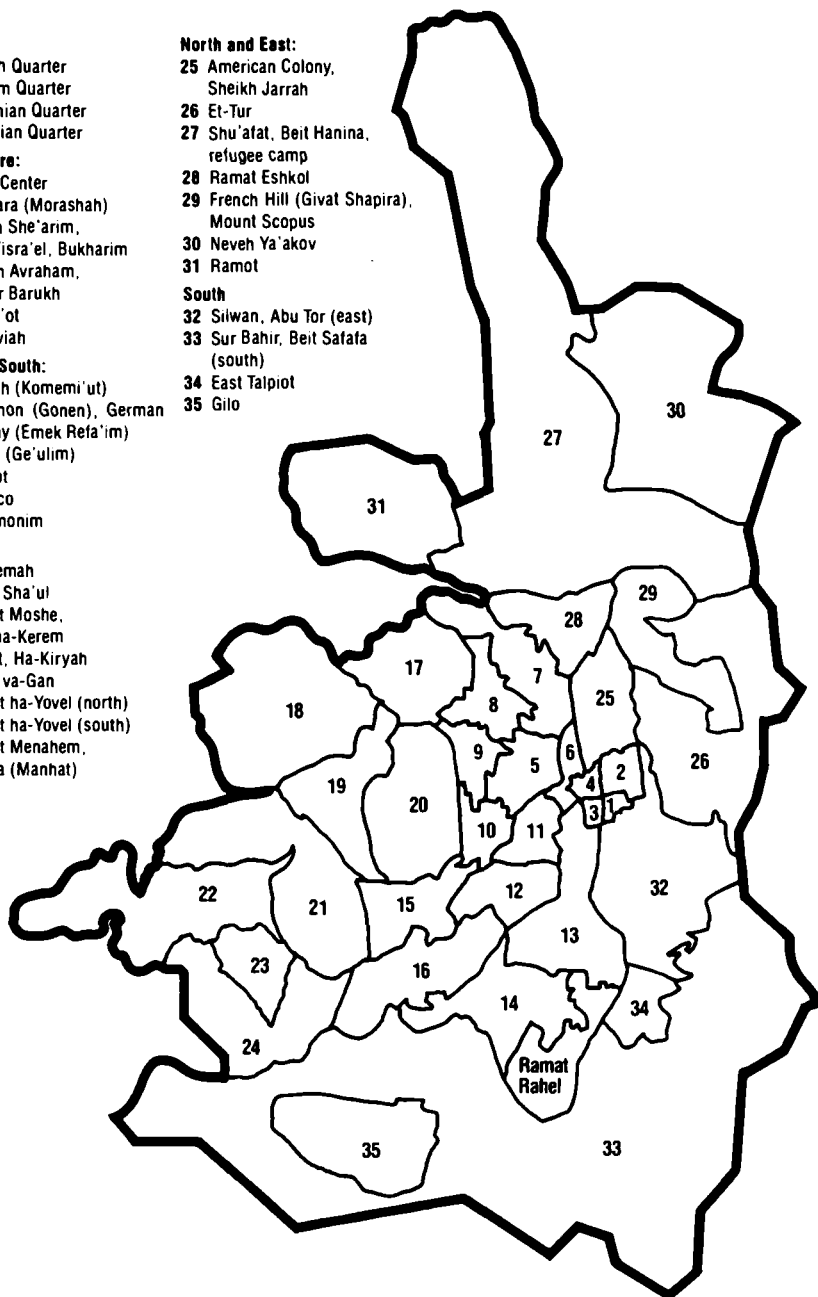 h Quarter
m Quarter
nian Quarter
ian Quarter
re:
Center
ara (Morashah)
h She'arim,
isra'el, Bukharim
n Avraham,
r Barukh
'ot
viah
South:
h (Komemi'ut)
non (Gonen), German
ny (Emek Refa'im)
(Ge'ulim)
ot
co
monim
emah
Sha'ul
t Moshe,
ha-Kerem
t, Ha-Kiryah
va-Gan
t ha-Yovel (north)
t ha-Yovel (south)
t Menahem,
a (Manhat)
North and East:
25 American Colony,
Sheikh Jarrah
26 Et-Tur
27 Shu'afat, Beit Hanina,
refugee camp
28 Ramat Eshkol
29 French Hill (Givat Shapira),
Mount Scopus
30 Neveh Ya'akov
31 Ramot
South
32 Silwan, Abu Tor (east)
33 Sur Bahir, Beit Safafa
(south)
34 East Talpiot
35 Gilo
30
27
31
29
28
17
7
8
18
25
6
9
5
2
4
26
19
20
1
3
10
11
12
32
22
21
15
13
23
16
14
34
24
Ramat
Rahel
35
33